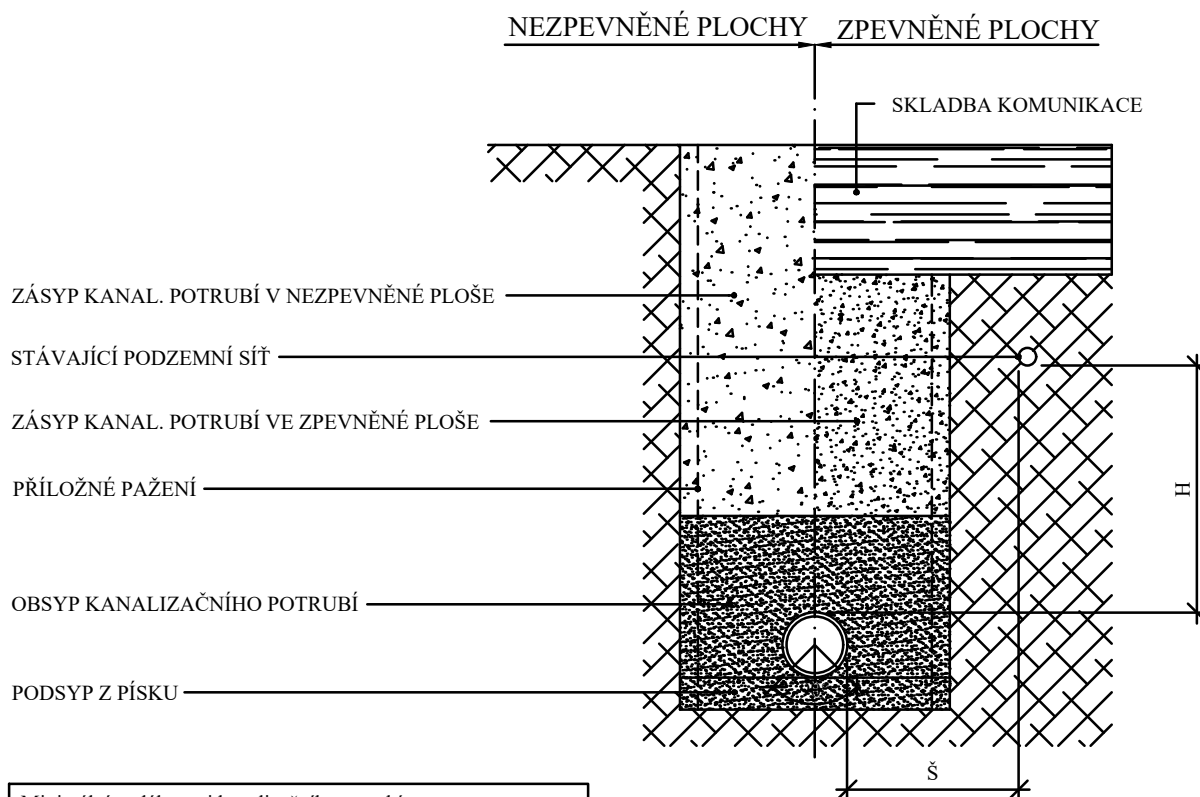 NEZPEVNĚNÉ PLOCHY
ZPEVNĚNÉ PLOCHY
SKLADBA KOMUNIKACE
ZÁSYP KANAL. POTRUBÍ V NEZPEVNĚNÉ PLOŠE
STÁVAJÍCÍ PODZEMNÍ SÍŤ
ZÁSYP KANAL. POTRUBÍ VE ZPEVNĚNÉ PLOŠE
PŘÍLOŽNÉ PAŽENÍ
H
OBSYP KANALIZAČNÍHO POTRUBÍ
PODSYP Z PÍSKU
Š